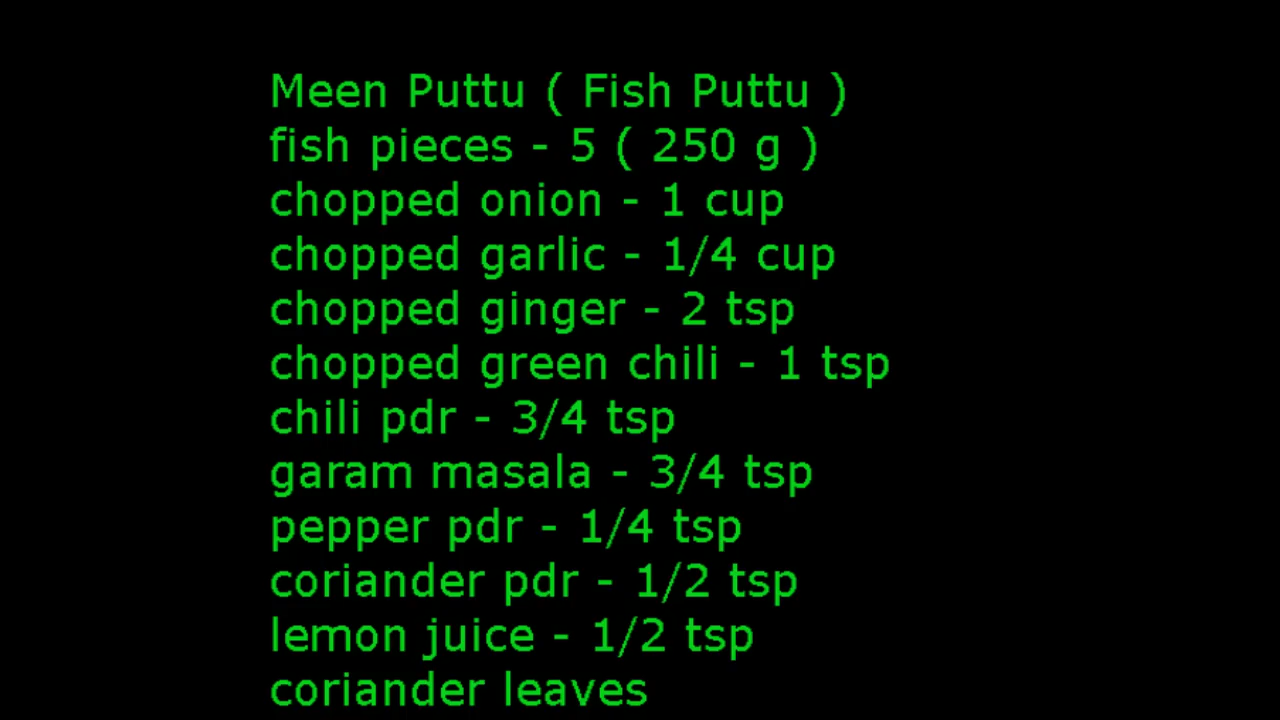 Meen Puttu ( Fish Puttu )
fish pieces - 5 ( 250 g )
chopped onion - 1 cup
chopped garlic - 1/4 cup
chopped ginger - 2 tsp
chopped green chili - 1 tsp
chili pdr - 3/4 tsp
garam masala - 3/4 tsp
pepper pdr - 1/4 tsp
coriander pdr - 1/2 tsp
lemon juice - 1/2 tsp
coriander leaves